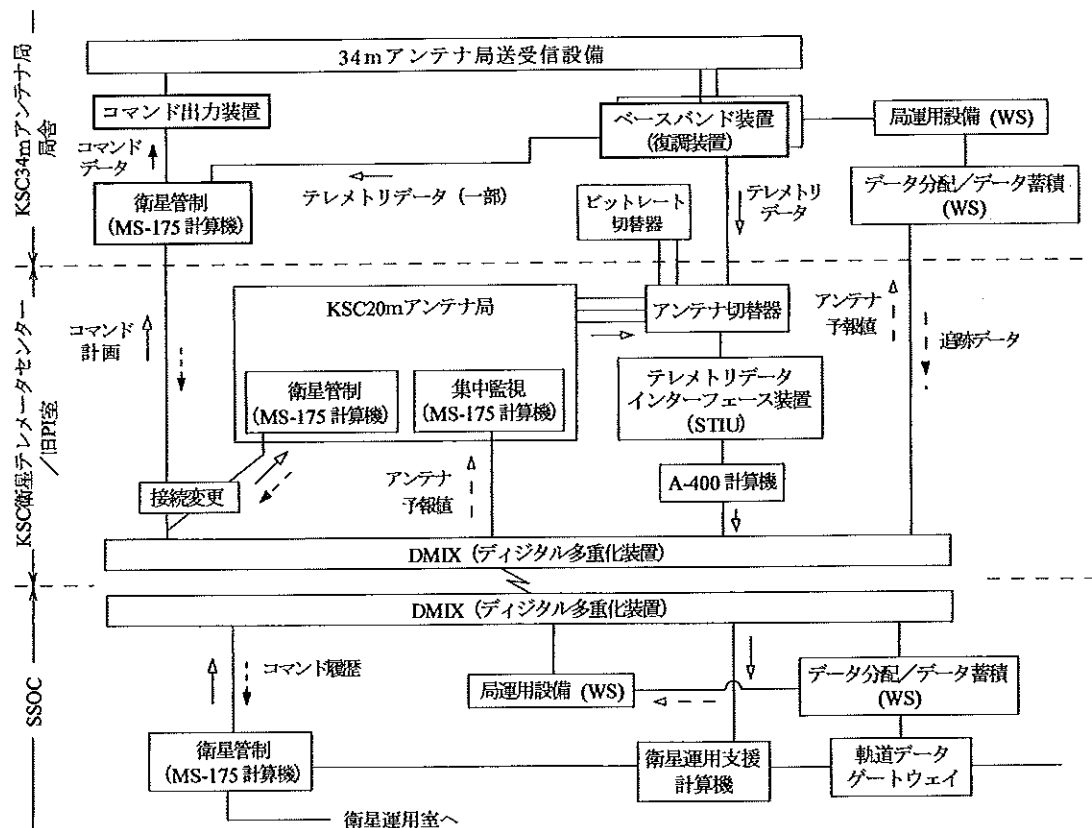 KSC34mアンテナ局
局舎
34mアンテナ局送受信設備
コマンド出力装置
ベースバンド装置
(復調装置)
局運用設備 (WS)
コマンド
データ
衛星管制
(MS-175 計算機)
テレメトリデータ (一部)
ビットレート
切替器
テレメトリ
データ
データ分配/データ蓄積
(WS)
KSC衛星テレメータセンター
/旧PI室
KSC20mアンテナ局
アンテナ切替器
アンテナ
予報値
追跡データ
コマンド
計画
衛星管制
(MS-175 計算機)
集中監視
(MS-175 計算機)
テレメトリデータ
インターフェース装置
(STIU)
接続変更
アンテナ
予報値
A-400 計算機
DMIX (ディジタル多重化装置)
SSOC
DMIX (ディジタル多重化装置)
コマンド履歴
局運用設備 (WS)
データ分配/データ蓄積
(WS)
衛星管制
(MS-175 計算機)
衛星運用支援
計算機
軌道データ
ゲートウェイ
衛星運用室へ